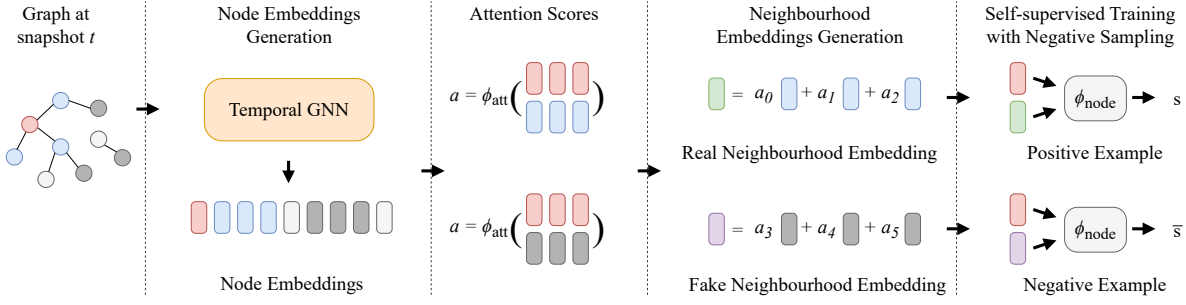 Graph at
snapshot t
Node Embeddings
Generation
Temporal GNN
Node Embeddings
Attention Scores
a = ϕatt( )
a = ϕatt( )
Neighbourhood
Embeddings Generation
= a0 + a1 + a2
Real Neighbourhood Embedding
= a3 + a4 + a5
Fake Neighbourhood Embedding
Self-supervised Training
with Negative Sampling
ϕnode
s
Positive Example
ϕnode
s̅
Negative Example